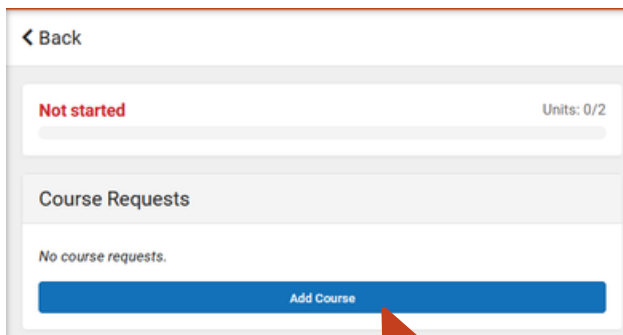 Back
Not started
Units: 0/2
Course Requests
No course requests.
Add Course